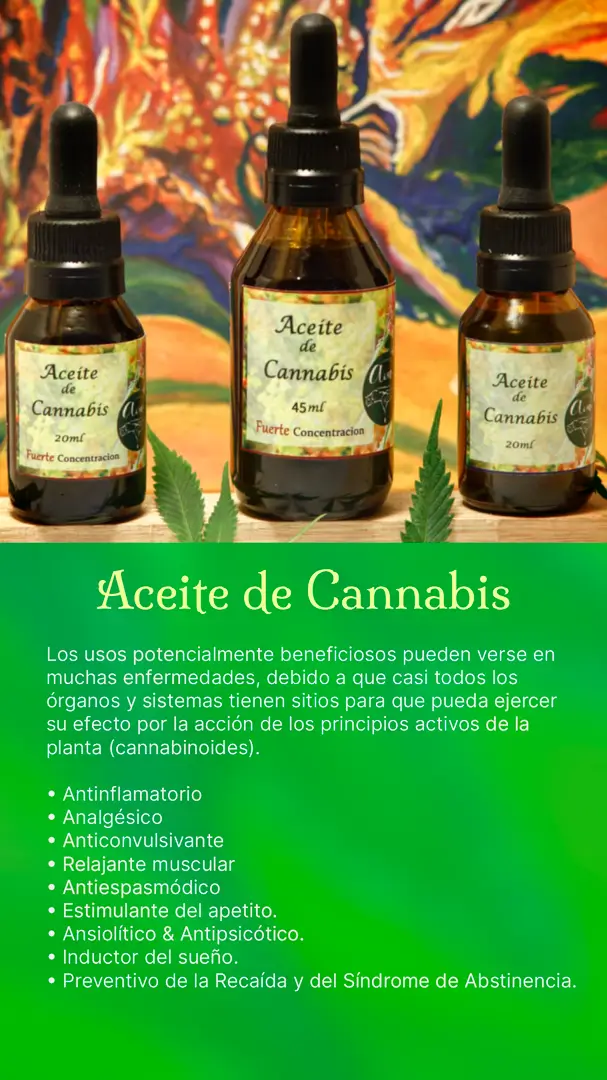 Aceite
de
Cannabis
20ml
Fuerte Concentracion
Aceite
de
Cannabis
45ml
Fuerte Concentracion
Aceite
de
Cannabis
20ml
Aceite de Cannabis
Los usos potencialmente beneficiosos pueden verse en
muchas enfermedades, debido a que casi todos los
órganos y sistemas tienen sitios para que pueda ejercer
su efecto por la acción de los principios activos de la
planta (cannabinoides).
• Antinflamatorio
• Analgésico
• Anticonvulsivante
• Relajante muscular
• Antiespasmódico
• Estimulante del apetito.
• Ansiolítico & Antipsicótico.
• Inductor del sueño.
• Preventivo de la Recaída y del Síndrome de Abstinencia.